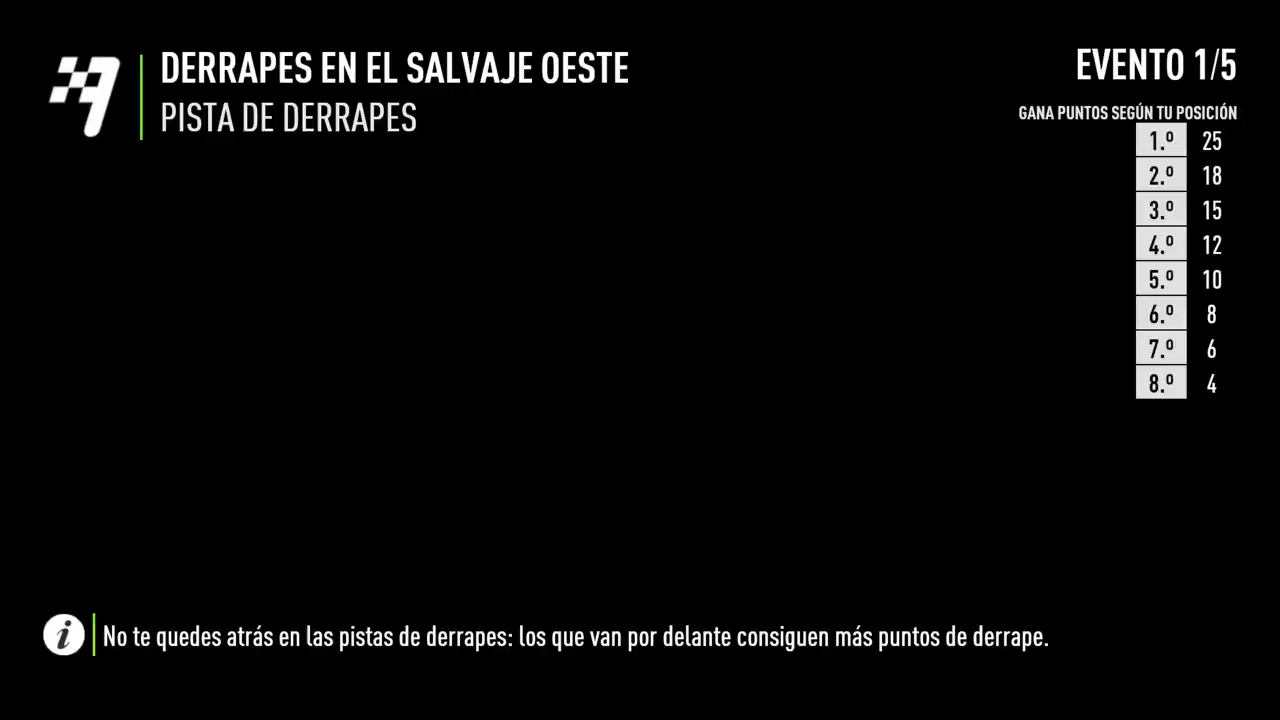 DERRAPES EN EL SALVAJE OESTE
PISTA DE DERRAPES
EVENTO 1/5
GANA PUNTOS SEGÚN TU POSICIÓN
1.º 25
2.º 18
3.º 15
4.º 12
5.º 10
6.º 8
7.º 6
8.º 4
i No te quedes atrás en las pistas de derrapes: los que van por delante consiguen más puntos de derrape.